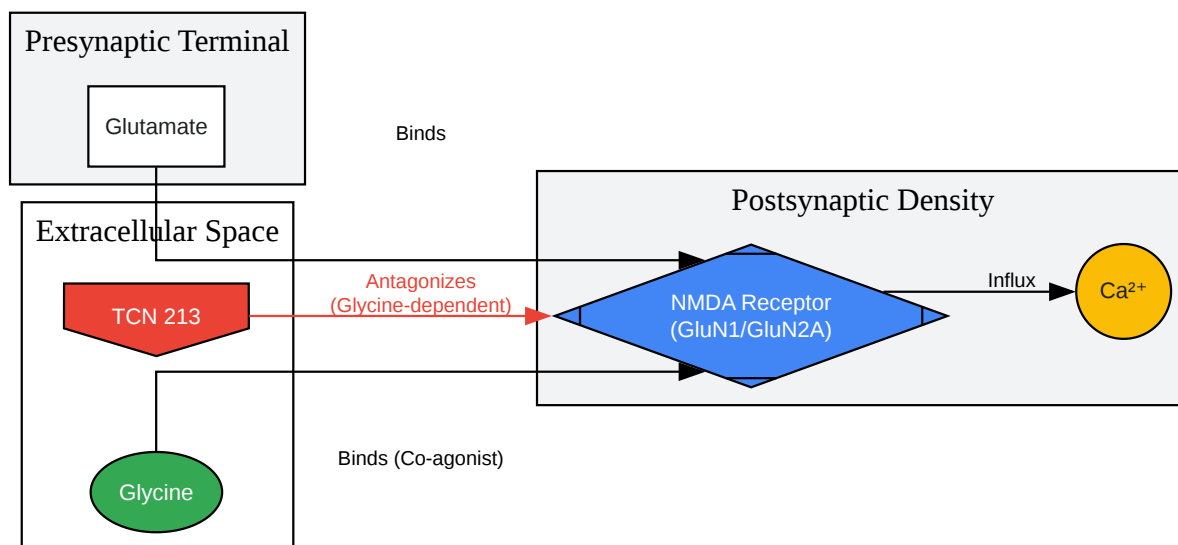 Presynaptic Terminal
Glutamate
Binds
Extracellular Space
Postsynaptic Density
TCN 213
Antagonizes
(Glycine-dependent)
NMDA Receptor
(GluN1/GluN2A)
Influx
Ca²⁺
Binds (Co-agonist)
Glycine